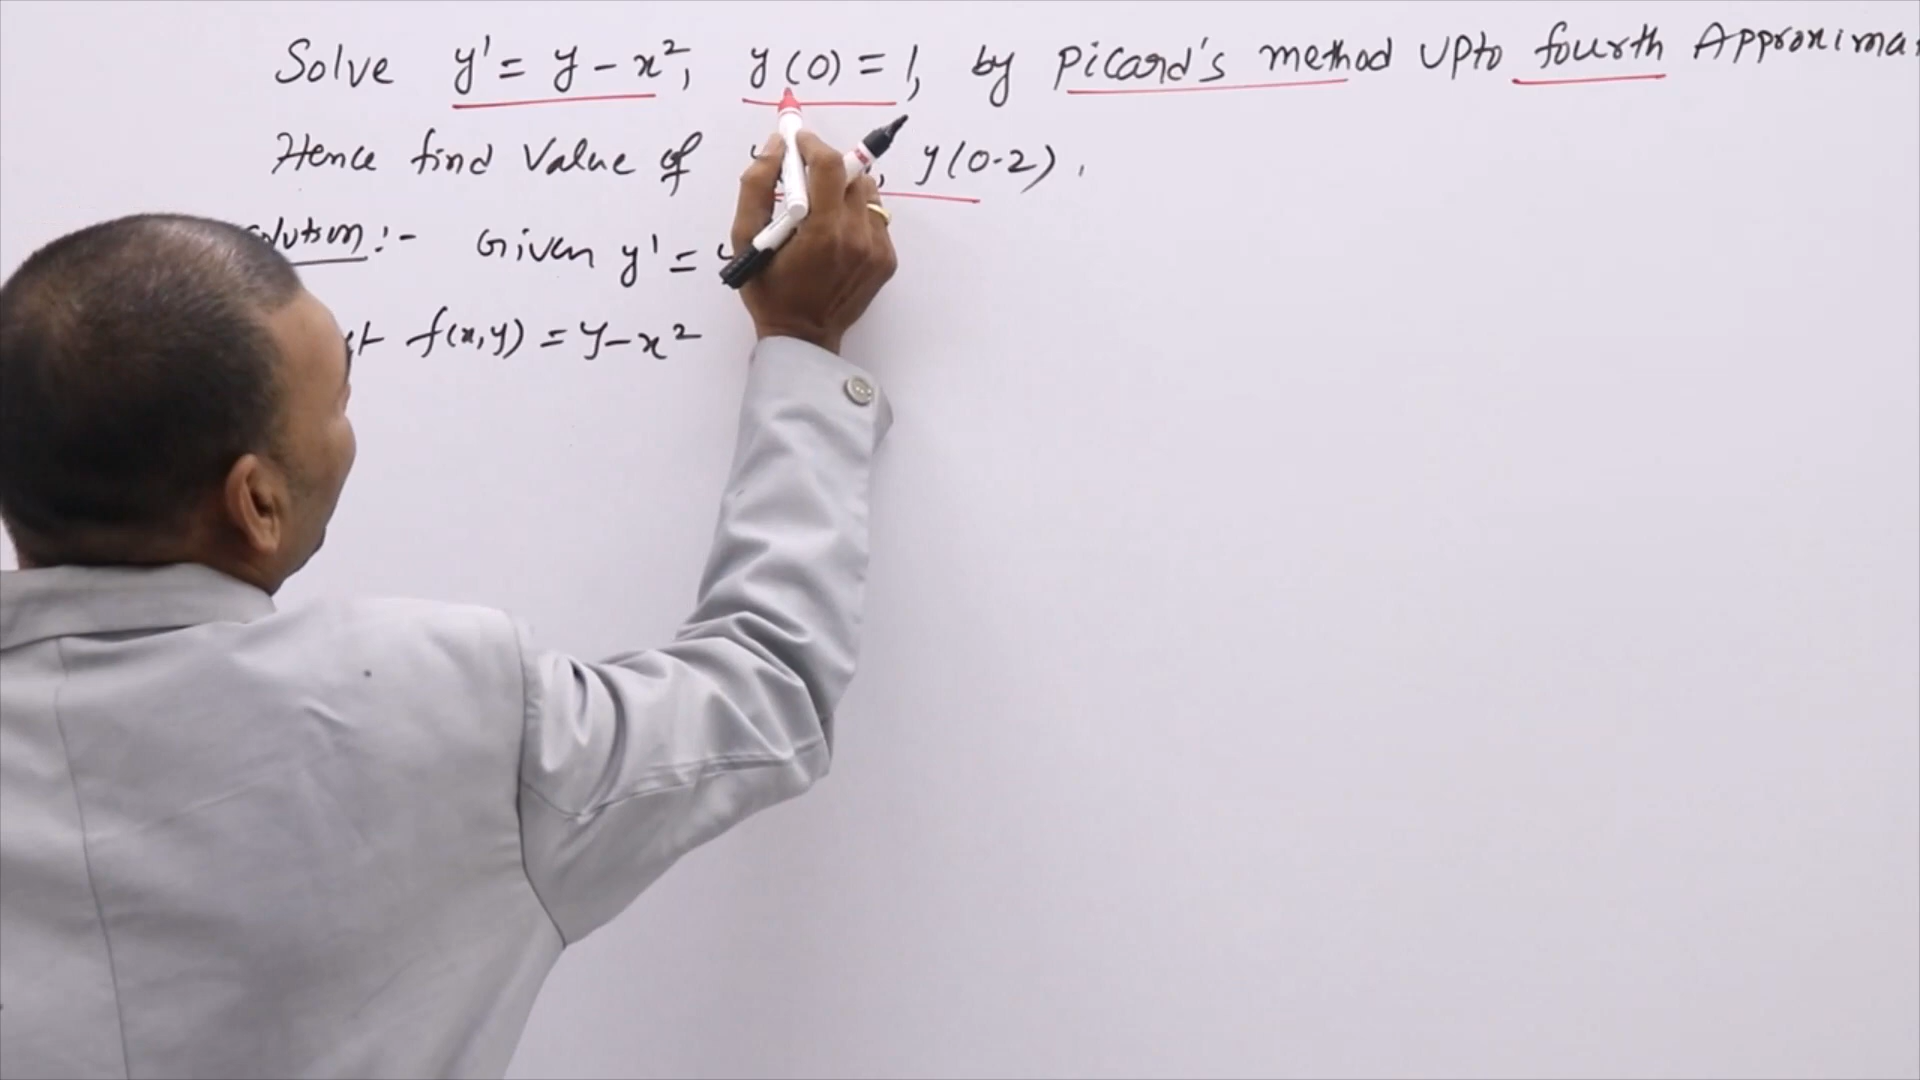 Solve y' = y - x², y(0) = 1, by Picard's method Upto fourth
Hence find Value of y(0.2).
Given y' =
f(x,y) = y - x²